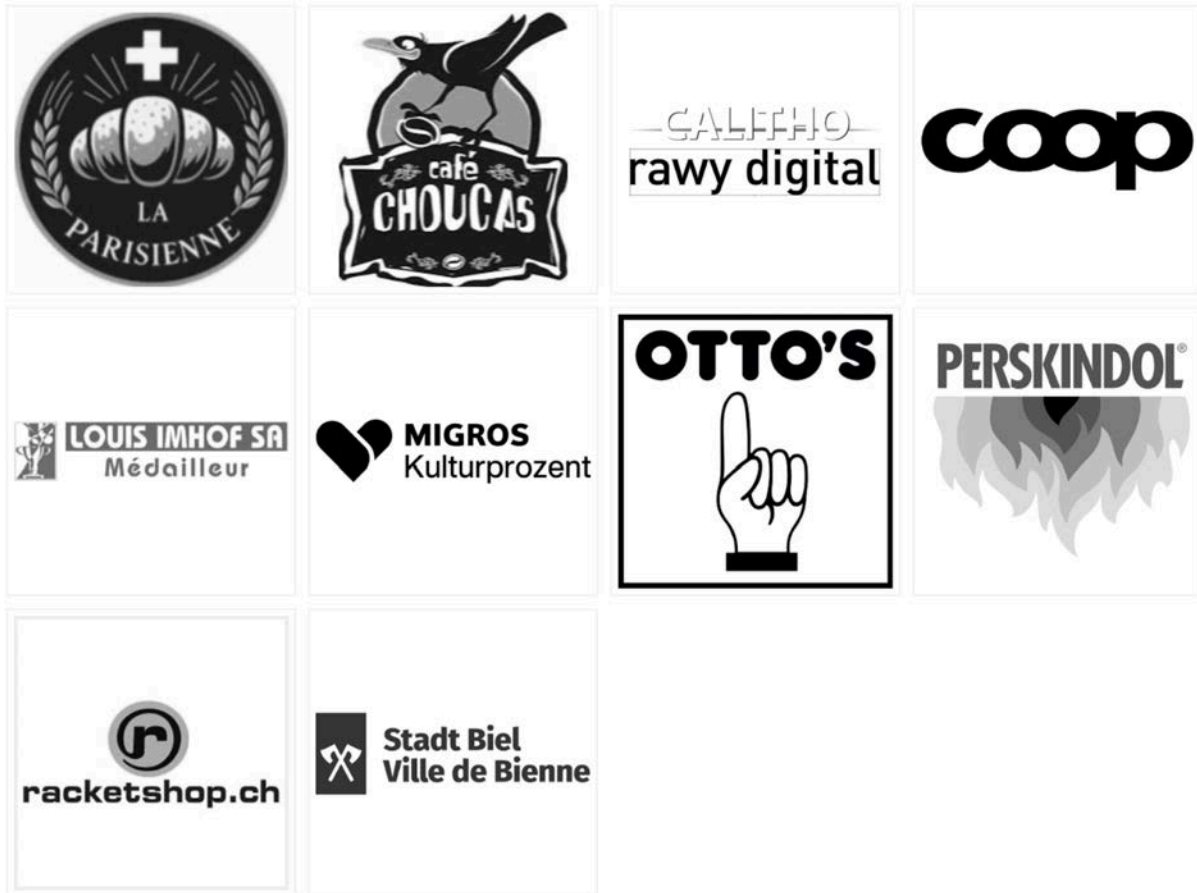 LA
PARISIENNE
café
CHOUCAS
CALITHO
rawy digital
coop
LOUIS IMHOF SA
Médailleur
MIGROS
Kulturprozent
OTTO'S
PERSKINDOL®
r
racketshop.ch
Stadt Biel
Ville de Bienne